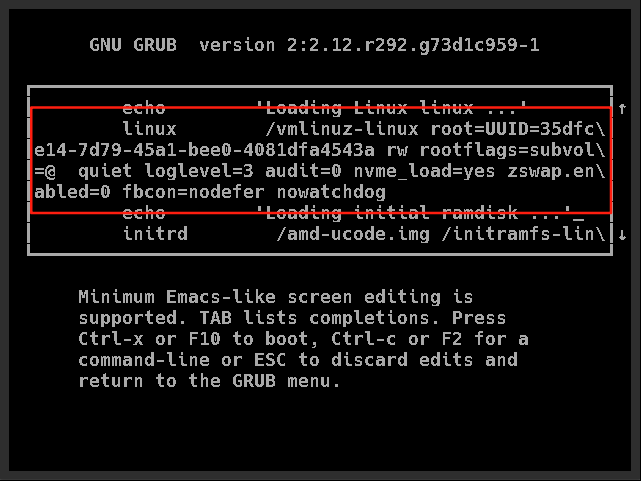 GNU GRUB  version 2:2.12.r292.g73d1c959-1
echo 'Loading Linux linux ...' ↑
linux /vmlinuz-linux root=UUID=35dfc\
e14-7d79-45a1-bee0-4081dfa4543a rw rootflags=subvol\
=@  quiet loglevel=3 audit=0 nvme_load=yes zswap.en\
abled=0 fbcon=nodefer nowatchdog
echo 'Loading initial ramdisk ...'_
initrd /amd-ucode.img /initramfs-lin\ ↓
Minimum Emacs-like screen editing is
supported. TAB lists completions. Press
Ctrl-x or F10 to boot, Ctrl-c or F2 for a
command-line or ESC to discard edits and
return to the GRUB menu.